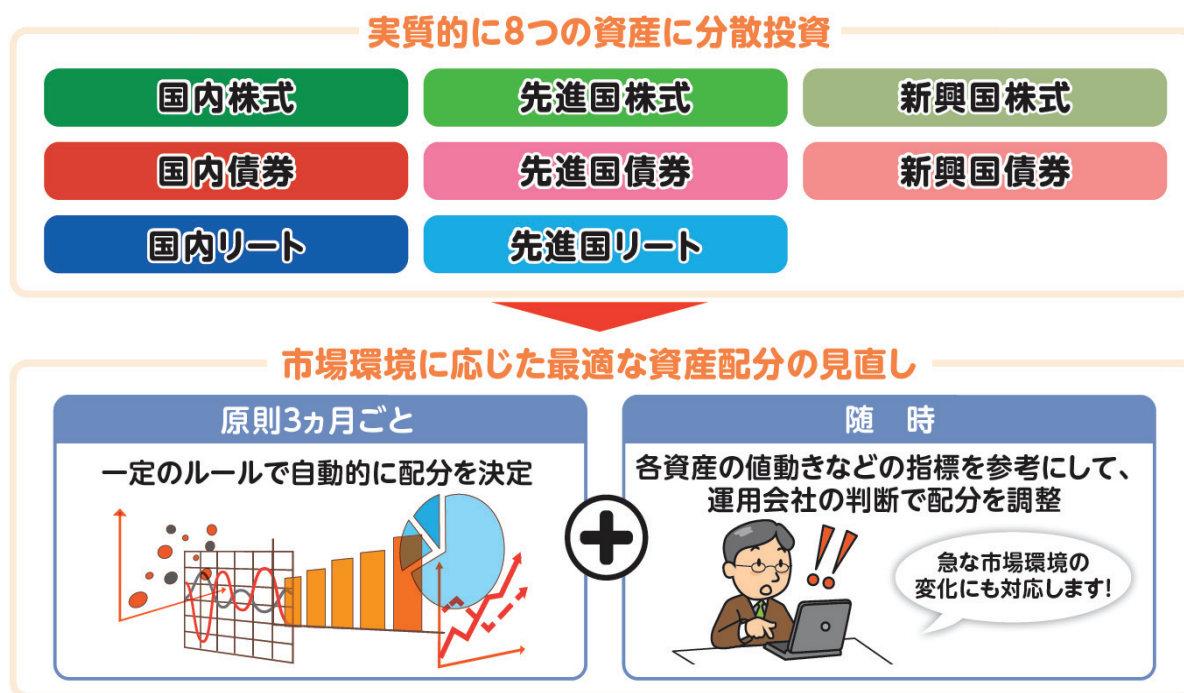 実質的に8つの資産に分散投資
国内株式
先進国株式
新興国株式
国内債券
先進国債券
新興国債券
国内リート
先進国リート
市場環境に応じた最適な資産配分の見直し
原則3ヵ月ごと
一定のルールで自動的に配分を決定
随 時
各資産の値動きなどの指標を参考にして、
運用会社の判断で配分を調整
急な市場環境の
変化にも対応します!